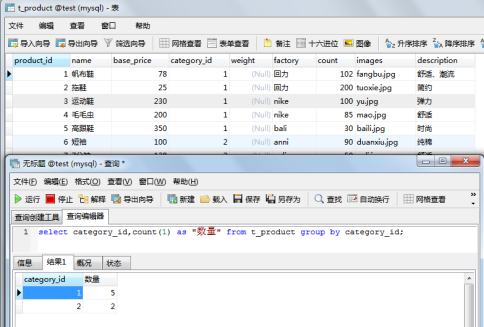 t_product @test (mysql) - 表
文件 编辑 查看 窗口 帮助
导入向导 导出向导 筛选向导 网格查看 表单查看 备注 十六进位 图像 升序排序 降序排序
product_id name base_price category_id weight factory count images description
1 帆布鞋 78 1 (Null) 回力 102 fangbu.jpg 舒适、潮流
2 拖鞋 25 1 (Null) 回力 200 tuoxie.jpg 简约
3 运动鞋 230 1 (Null) nike 100 yu.jpg 弹力
4 毛毛虫 200 1 (Null) nike 85 mao.jpg 舒适
5 高跟鞋 350 1 (Null) bali 30 baili.jpg 时尚
6 短袖 100 2 (Null) anni 90 duanxiu.jpg 纯棉
无标题 @test (mysql) - 查询 *
文件(F) 编辑(E) 格式(O) 查看(V) 窗口(W) 帮助(H)
运行 停止 解释 导出向导 新建 载入 保存 另存为 查找 自动换行 网格查看
查询创建工具 查询编辑器
1 select category_id,count(1) as "数量" from t_product group by category_id;
信息 结果1 概况 状态
category_id 数量
1 5
2 2